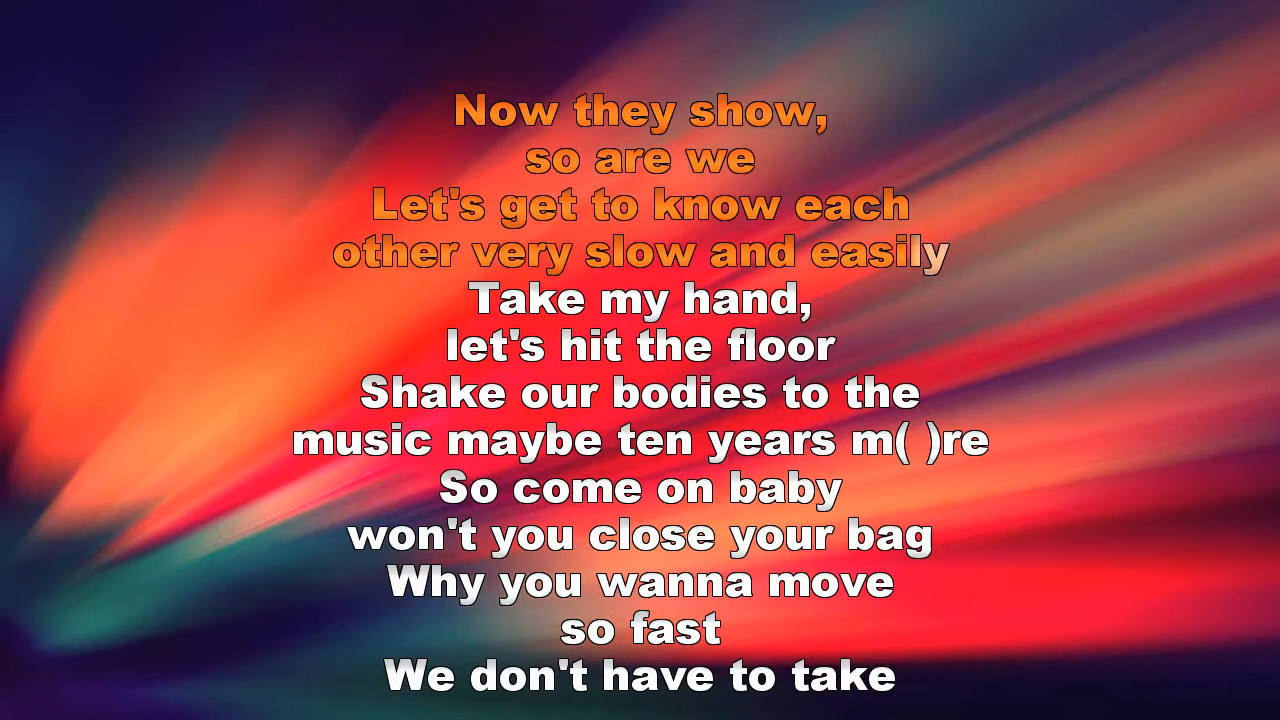 Now they show,
so are we
Let's get to know each
other very slow and easily
Take my hand,
let's hit the floor
Shake our bodies to the
music maybe ten years m( )re
So come on baby
won't you close your bag
Why you wanna move
so fast
We don't have to take